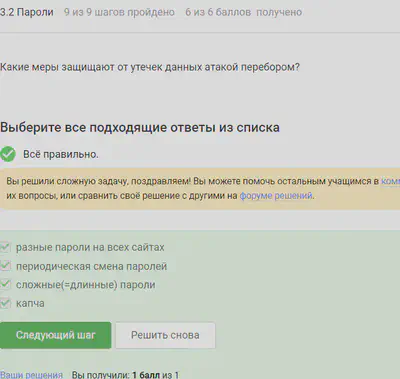 3.2 Пароли 9 из 9 шагов пройдено 6 из 6 баллов получено
Какие меры защищают от утечек данных атакой перебором?
Выберите все подходящие ответы из списка
Всё правильно.
Вы решили сложную задачу, поздравляем! Вы можете помочь остальным учащимся в комм
их вопросы, или сравнить своё решение с другими на форуме решений.
разные пароли на всех сайтах
периодическая смена паролей
сложные(=длинные) пароли
капча
Следующий шаг Решить снова
Ваши решения Вы получили: 1 балл из 1